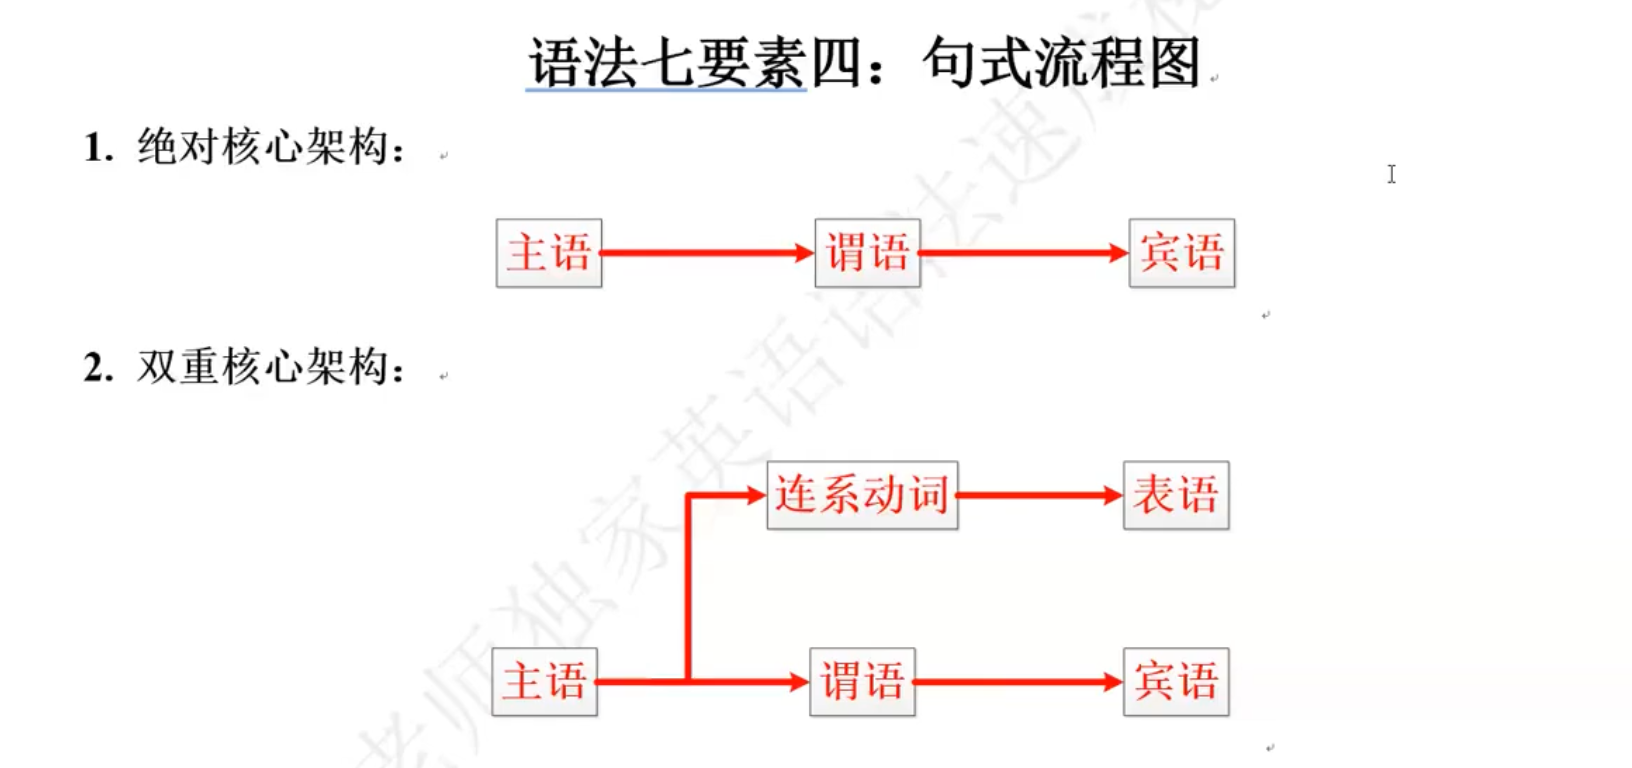 语法七要素四：句式流程图
1. 绝对核心架构：
主语 谓语 宾语
2. 双重核心架构：
连系动词 表语
主语 谓语 宾语
老师独家英语语法速成